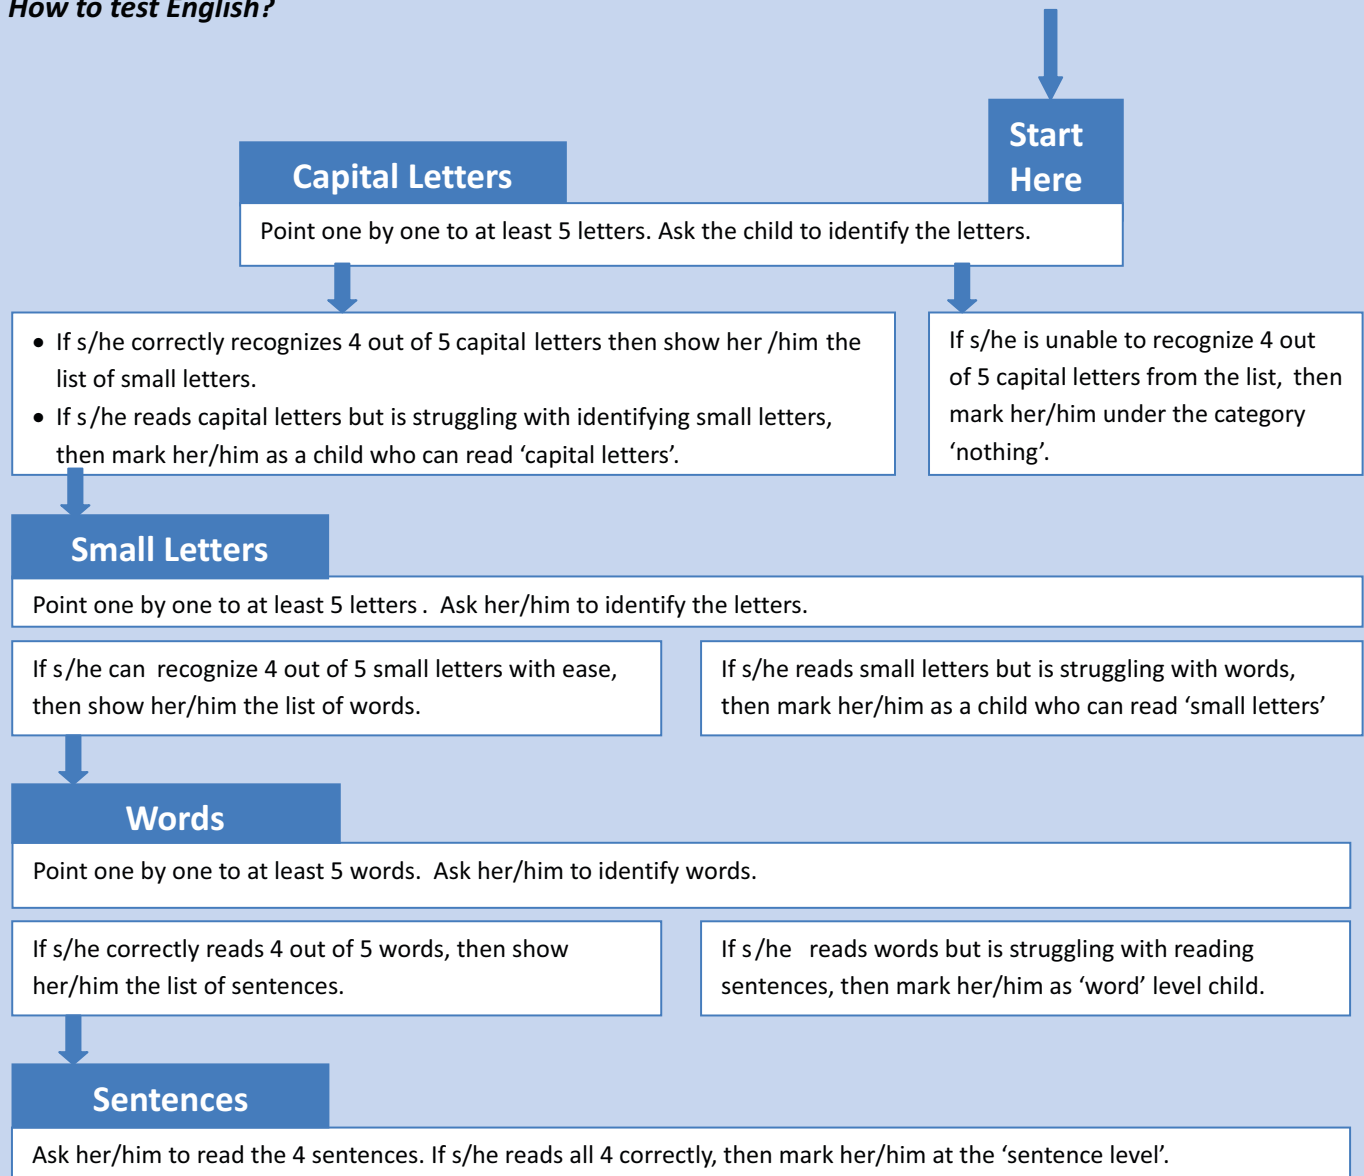 How to test English?
Start
Here
Capital Letters
Point one by one to at least 5 letters. Ask the child to identify the letters.
• If s/he correctly recognizes 4 out of 5 capital letters then show her /him the
list of small letters.
• If s/he reads capital letters but is struggling with identifying small letters,
then mark her/him as a child who can read ‘capital letters’.
If s/he is unable to recognize 4 out
of 5 capital letters from the list, then
mark her/him under the category
‘nothing’.
Small Letters
Point one by one to at least 5 letters . Ask her/him to identify the letters.
If s/he can recognize 4 out of 5 small letters with ease,
then show her/him the list of words.
If s/he reads small letters but is struggling with words,
then mark her/him as a child who can read ‘small letters’
Words
Point one by one to at least 5 words. Ask her/him to identify words.
If s/he correctly reads 4 out of 5 words, then show
her/him the list of sentences.
If s/he reads words but is struggling with reading
sentences, then mark her/him as ‘word’ level child.
Sentences
Ask her/him to read the 4 sentences. If s/he reads all 4 correctly, then mark her/him at the ‘sentence level’.